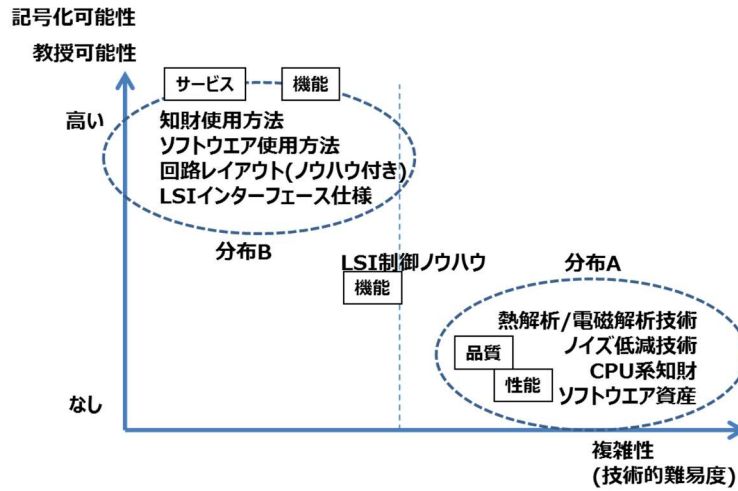 記号化可能性
教授可能性
高い
サービス
機能
知財使用方法
ソフトウエア使用方法
回路レイアウト(ノウハウ付き)
LSIインターフェース仕様
分布B
LSI制御ノウハウ
機能
分布A
熱解析/電磁解析技術
品質
ノイズ低減技術
CPU系知財
性能
ソフトウエア資産
なし
複雑性
(技術的難易度)